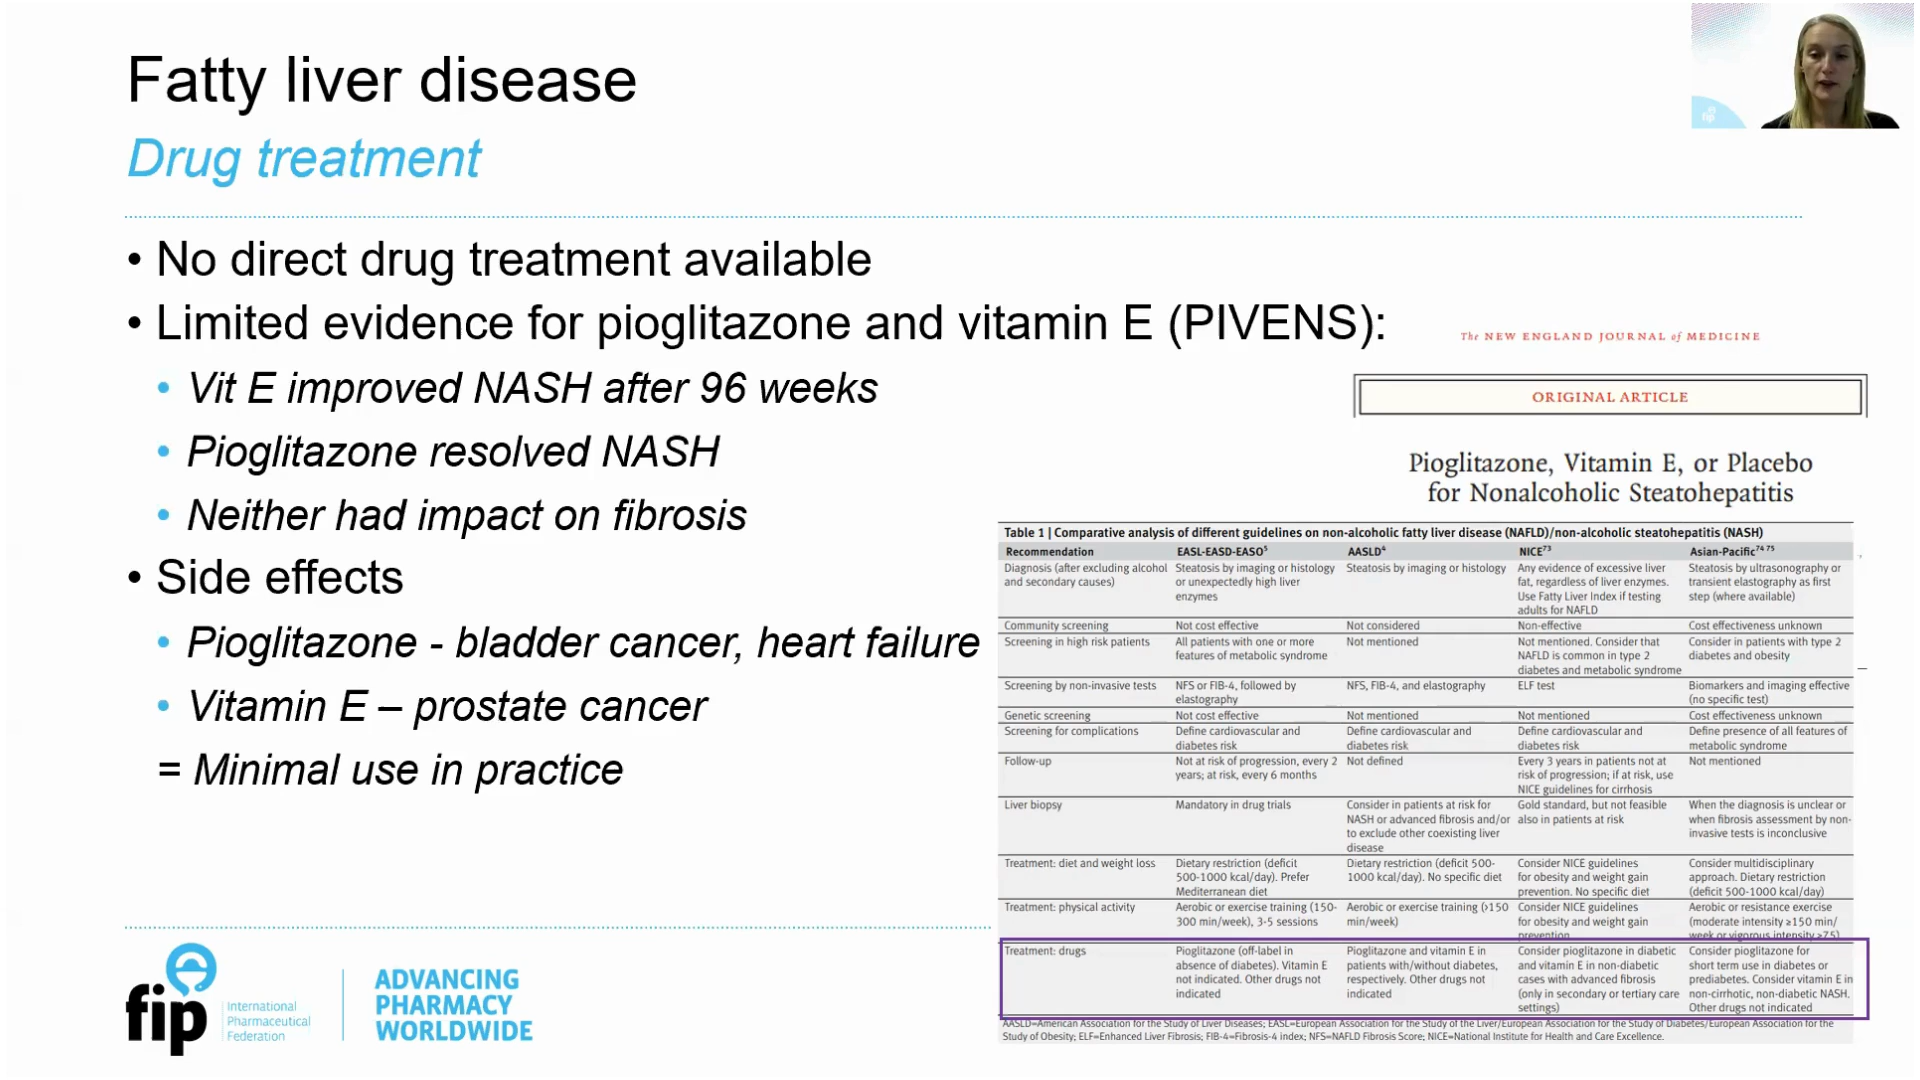 Fatty liver disease
Drug treatment
• No direct drug treatment available
• Limited evidence for pioglitazone and vitamin E (PIVENS):
• Vit E improved NASH after 96 weeks
• Pioglitazone resolved NASH
• Neither had impact on fibrosis
• Side effects
• Pioglitazone - bladder cancer, heart failure
• Vitamin E – prostate cancer
= Minimal use in practice
The NEW ENGLAND JOURNAL of MEDICINE
ORIGINAL ARTICLE
Pioglitazone, Vitamin E, or Placebo
for Nonalcoholic Steatohepatitis
Table 1 | Comparative analysis of different guidelines on non-alcoholic fatty liver disease (NAFLD)/non-alcoholic steatohepatitis (NASH)
Recommendation EASL-EASD-EASO5 AASLD4 NICE73 Asian-Pacific74 75
Diagnosis (after excluding alcohol Steatosis by imaging or histology Steatosis by imaging or histology Any evidence of excessive liver Steatosis by ultrasonography or
and secondary causes) or unexpectedly high liver fat, regardless of liver enzymes. transient elastography as first
enzymes Use Fatty Liver Index if testing step (where available)
adults for NAFLD
Community screening Not cost effective Not considered Non-effective Cost effectiveness unknown
Screening in high risk patients All patients with one or more Not mentioned Not mentioned. Consider that Consider in patients with type 2
features of metabolic syndrome NAFLD is common in type 2 diabetes and obesity
diabetes and metabolic syndrome
Screening by non-invasive tests NFS or FIB-4, followed by NFS, FIB-4, and elastography ELF test Biomarkers and imaging effective
elastography (no specific test)
Genetic screening Not cost effective Not mentioned Not mentioned Cost effectiveness unknown
Screening for complications Define cardiovascular and Define cardiovascular and Define cardiovascular and Define presence of all features of
diabetes risk diabetes risk diabetes risk metabolic syndrome
Follow-up Not at risk of progression, every 2 Not defined Every 3 years in patients not at Not mentioned
years; at risk, every 6 months risk of progression; if at risk, use
NICE guidelines for cirrhosis
Liver biopsy Mandatory in drug trials Consider in patients at risk for Gold standard, but not feasible When the diagnosis is unclear or
NASH or advanced fibrosis and/or also in patients at risk when fibrosis assessment by non-
to exclude other coexisting liver invasive tests is inconclusive
disease
Treatment: diet and weight loss Dietary restriction (deficit Dietary restriction (deficit 500- Consider NICE guidelines Consider multidisciplinary
500-1000 kcal/day). Prefer 1000 kcal/day). No specific diet for obesity and weight gain approach. Dietary restriction
Mediterranean diet prevention. No specific diet (deficit 500-1000 kcal/day)
Treatment: physical activity Aerobic or exercise training (150- Aerobic or exercise training (>150 Consider NICE guidelines Aerobic or resistance exercise
300 min/week), 3-5 sessions min/week) for obesity and weight gain (moderate intensity ≥150 min/
prevention week or vigorous intensity ≥75)
Treatment: drugs Pioglitazone (off-label in Pioglitazone and vitamin E in Consider pioglitazone in diabetic Consider pioglitazone for
absence of diabetes). Vitamin E patients with/without diabetes, and vitamin E in non-diabetic short term use in diabetes or
not indicated. Other drugs not respectively. Other drugs not cases with advanced fibrosis prediabetes. Consider vitamin E in
indicated indicated (only in secondary or tertiary care non-cirrhotic, non-diabetic NASH.
settings) Other drugs not indicated
AASLD=American Association for the Study of Liver Diseases; EASL=European Association for the Study of the Liver/European Association for the Study of Diabetes/European Association for the
Study of Obesity; ELF=Enhanced Liver Fibrosis; FIB-4=Fibrosis-4 index; NFS=NAFLD Fibrosis Score; NICE=National Institute for Health and Care Excellence.
fip
International
Pharmaceutical
Federation
ADVANCING
PHARMACY
WORLDWIDE
fip